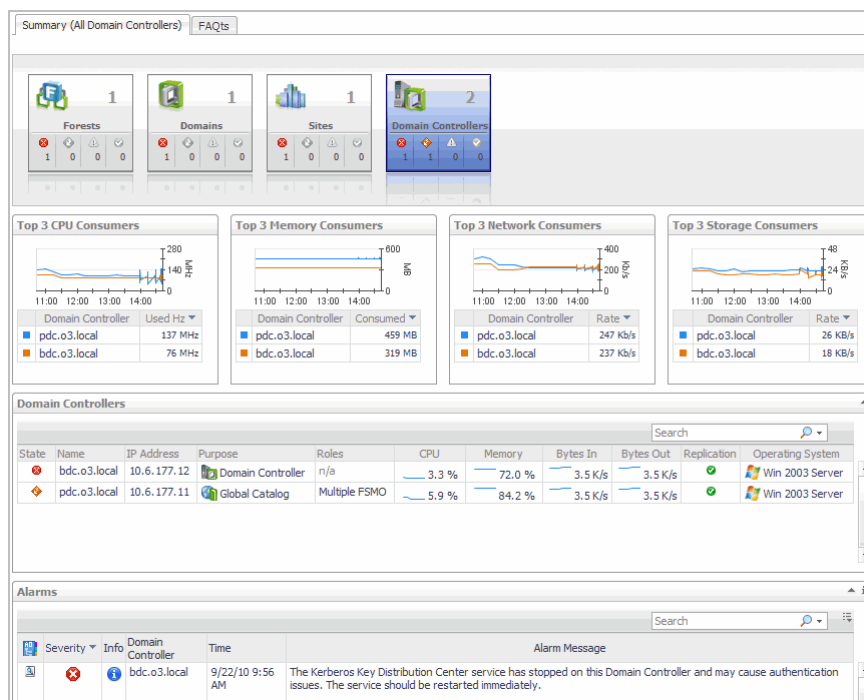 Summary (All Domain Controllers) FAQts
1 1 1 2
Forests Domains Sites Domain Controllers
1 0 0 0 1 0 0 0 1 0 0 0 1 1 0 0
Top 3 CPU Consumers Top 3 Memory Consumers Top 3 Network Consumers Top 3 Storage Consumers
280 600 400 48
140 MHz MB 200 Kb/s 24 KB/s
0 0 0 0
11:00 12:00 13:00 14:00 11:00 12:00 13:00 14:00 11:00 12:00 13:00 14:00 11:00 12:00 13:00 14:00
Domain Controller Used Hz Domain Controller Consumed Domain Controller Rate Domain Controller Rate
pdc.o3.local 137 MHz pdc.o3.local 459 MB pdc.o3.local 247 Kb/s pdc.o3.local 26 KB/s
bdc.o3.local 76 MHz bdc.o3.local 319 MB bdc.o3.local 237 Kb/s bdc.o3.local 18 KB/s
Domain Controllers
Search
State Name IP Address Purpose Roles CPU Memory Bytes In Bytes Out Replication Operating System
bdc.o3.local 10.6.177.12 Domain Controller n/a 3.3 % 72.0 % 3.5 K/s 3.5 K/s Win 2003 Server
pdc.o3.local 10.6.177.11 Global Catalog Multiple FSMO 5.9 % 84.2 % 3.5 K/s 3.5 K/s Win 2003 Server
Alarms
Search
Severity Info Domain Controller Time Alarm Message
bdc.o3.local 9/22/10 9:56 AM The Kerberos Key Distribution Center service has stopped on this Domain Controller and may cause authentication
issues. The service should be restarted immediately.